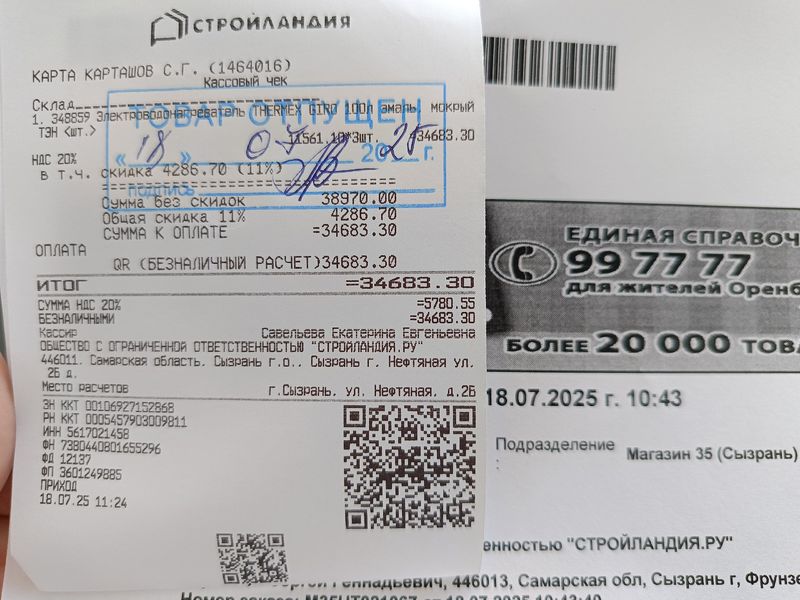 СТРОЙЛАНДИЯ
КАРТА КАРТАШОВ С.Г. (1464016)
Кассовый чек
Склад
1. 348859 Электроводонагреватель THERMEX GIRO 100л эмаль, мокрый
ТЭН <шт.>
11561.10*3шт. =34683.30
ТОВАР ОТПУЩЕН
« 18 » 07 2025 г.
подпись
НДС 20%
в т.ч. скидка 4286.70 (11%)
Сумма без скидок 38970.00
Общая скидка 11% 4286.70
СУММА К ОПЛАТЕ =34683.30
ОПЛАТА
QR (БЕЗНАЛИЧНЫЙ РАСЧЕТ)34683.30
ИТОГ =34683.30
СУММА НДС 20% =5780.55
БЕЗНАЛИЧНЫМИ =34683.30
Кассир Савельева Екатерина Евгеньевна
ОБЩЕСТВО С ОГРАНИЧЕННОЙ ОТВЕТСТВЕННОСТЬЮ "СТРОЙЛАНДИЯ.РУ"
446011. Самарская область. Сызрань г.о.. Сызрань г. Нефтяная ул.
2Б д.
Место расчетов г.Сызрань, ул. Нефтяная, д.2Б
ЗН ККТ 00106927152868
РН ККТ 0005457903009811
ИНН 5617021458
ФН 7380440801655296
ФД 12137
ФП 3601249885
ПРИХОД
18.07.25 11:24
ЕДИНАЯ СПРАВОЧ
99 77 77
для жителей Оренб
БОЛЕЕ 20 000 ТОВА
18.07.2025 г. 10:43
Подразделение Магазин 35 (Сызрань)
енностью "СТРОЙЛАНДИЯ.РУ"
Геннадьевич, 446013, Самарская обл, Сызрань г, Фрунзе